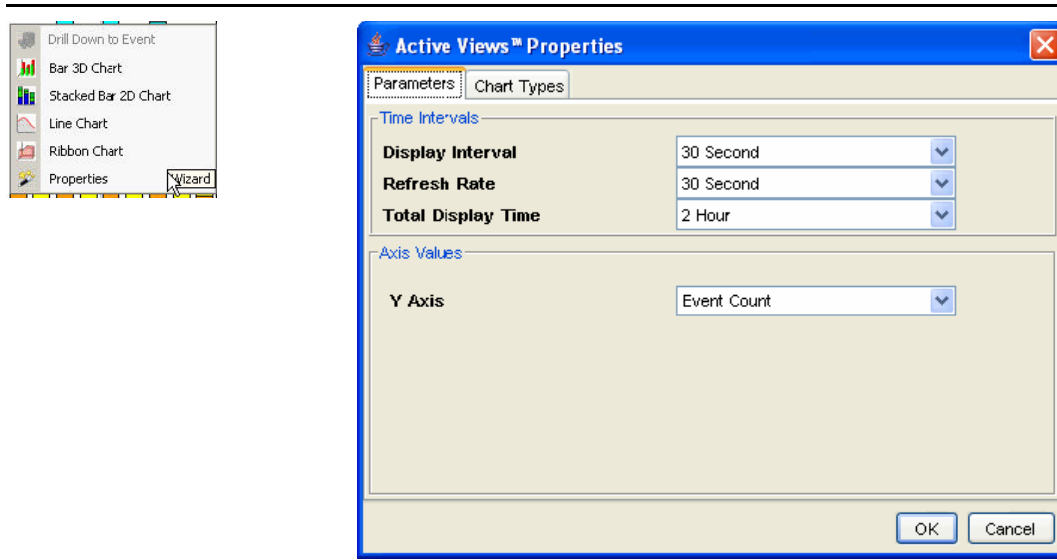 Drill Down to Event
Bar 3D Chart
Stacked Bar 2D Chart
Line Chart
Ribbon Chart
Properties
Wizard
Active Views™ Properties
Parameters
Chart Types
Time Intervals
Display Interval
30 Second
Refresh Rate
30 Second
Total Display Time
2 Hour
Axis Values
Y Axis
Event Count
OK
Cancel